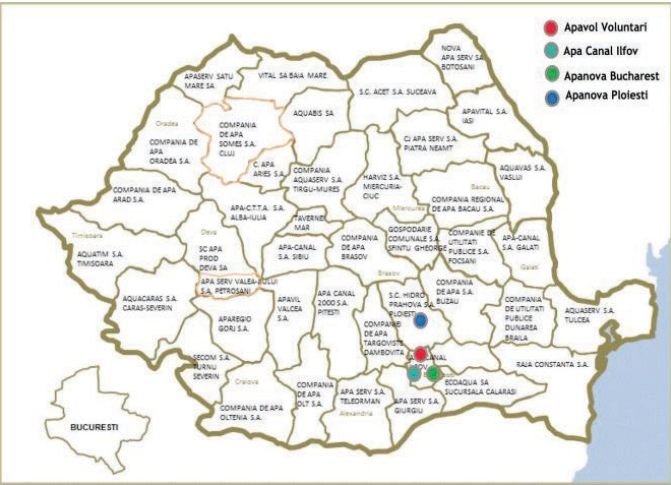 Apavol Voluntari
Apa Canal Ilfov
Apanova Bucharest
Apanova Ploiesti
NOVA
APA SERV SA
BOTOSANI
APASERV SATU
MARE SA
VITAL SA BAIA MARE
S.C. ACET S.A. SUCEAVA
Oradea
COMPANIA
DE APA
SOMES S.A.
CLUJ
AQUABIS SA
APAVITAL S.A.
IASI
COMPANIA DE
APA
ORADEA S.A.
CJ APA SERV S.A.
PIATRA NEAMT
C. APA
ARIES S.A.
COMPANIA
AQUASERV S.A.
TIRGU-MURES
HARVIZ S.A.
MIERCURIA-
CIUC
AQUAVAS S.A.
VASLUI
COMPANIA DE APA
ARAD S.A.
Bacau
COMPANIA REGIONAL
DE APA BACAU S.A.
APA-C.T.T.A. S.A.
ALBA-IULIA
TAVERNEI
MAR
Miercurea
Timisoara
Deva
GOSPODARIE
COMUNALE S.A.
SFINTU GHEORGE
COMPANIE DE
UTILITATI
PUBLICE S.A.
FOCSANI
APA-CANAL
S.A. GALATI
AQUATIM S.A.
TIMISOARA
SC APA
PROD
DEVA SA
APA-CANAL
S.A. SIBIU
COMPANIA
DE APA
BRASOV
Galati
Brasov
APA SERV VALEA JIULUI
S.A. PETROSANI
COMPANIA
DE APA S.A.
BUZAU
AQUACARAS S.A.
CARAS-SEVERIN
APAVIL
VALCEA
S.A.
APA CANAL
2000 S.A.
PITESTI
S.C. HIDRO
PRAHOVA S.A.
PLOIESTI
COMPANIA
DE UTILITATI
PUBLICE
DUNAREA
BRAILA
AQUASERV S.A.
TULCEA
APAREGIO
GORJ S.A.
COMPANIEI
DE APA
TARGOVISTE
DAMBOVITA
SECOM S.A.
TURNU
SEVERIN
CANAL
RAJA CONSTANTA S.A.
Craiova
COMPANIA
DE APA
OLT S.A.
ECOAQUA SA
SUCURSALA CALARASI
APA SERV S.A.
TELEORMAN
APA SERV S.A.
GIURGIU
COMPANIA DE APA
OLTENIA S.A.
Alexandria
BUCURESTI